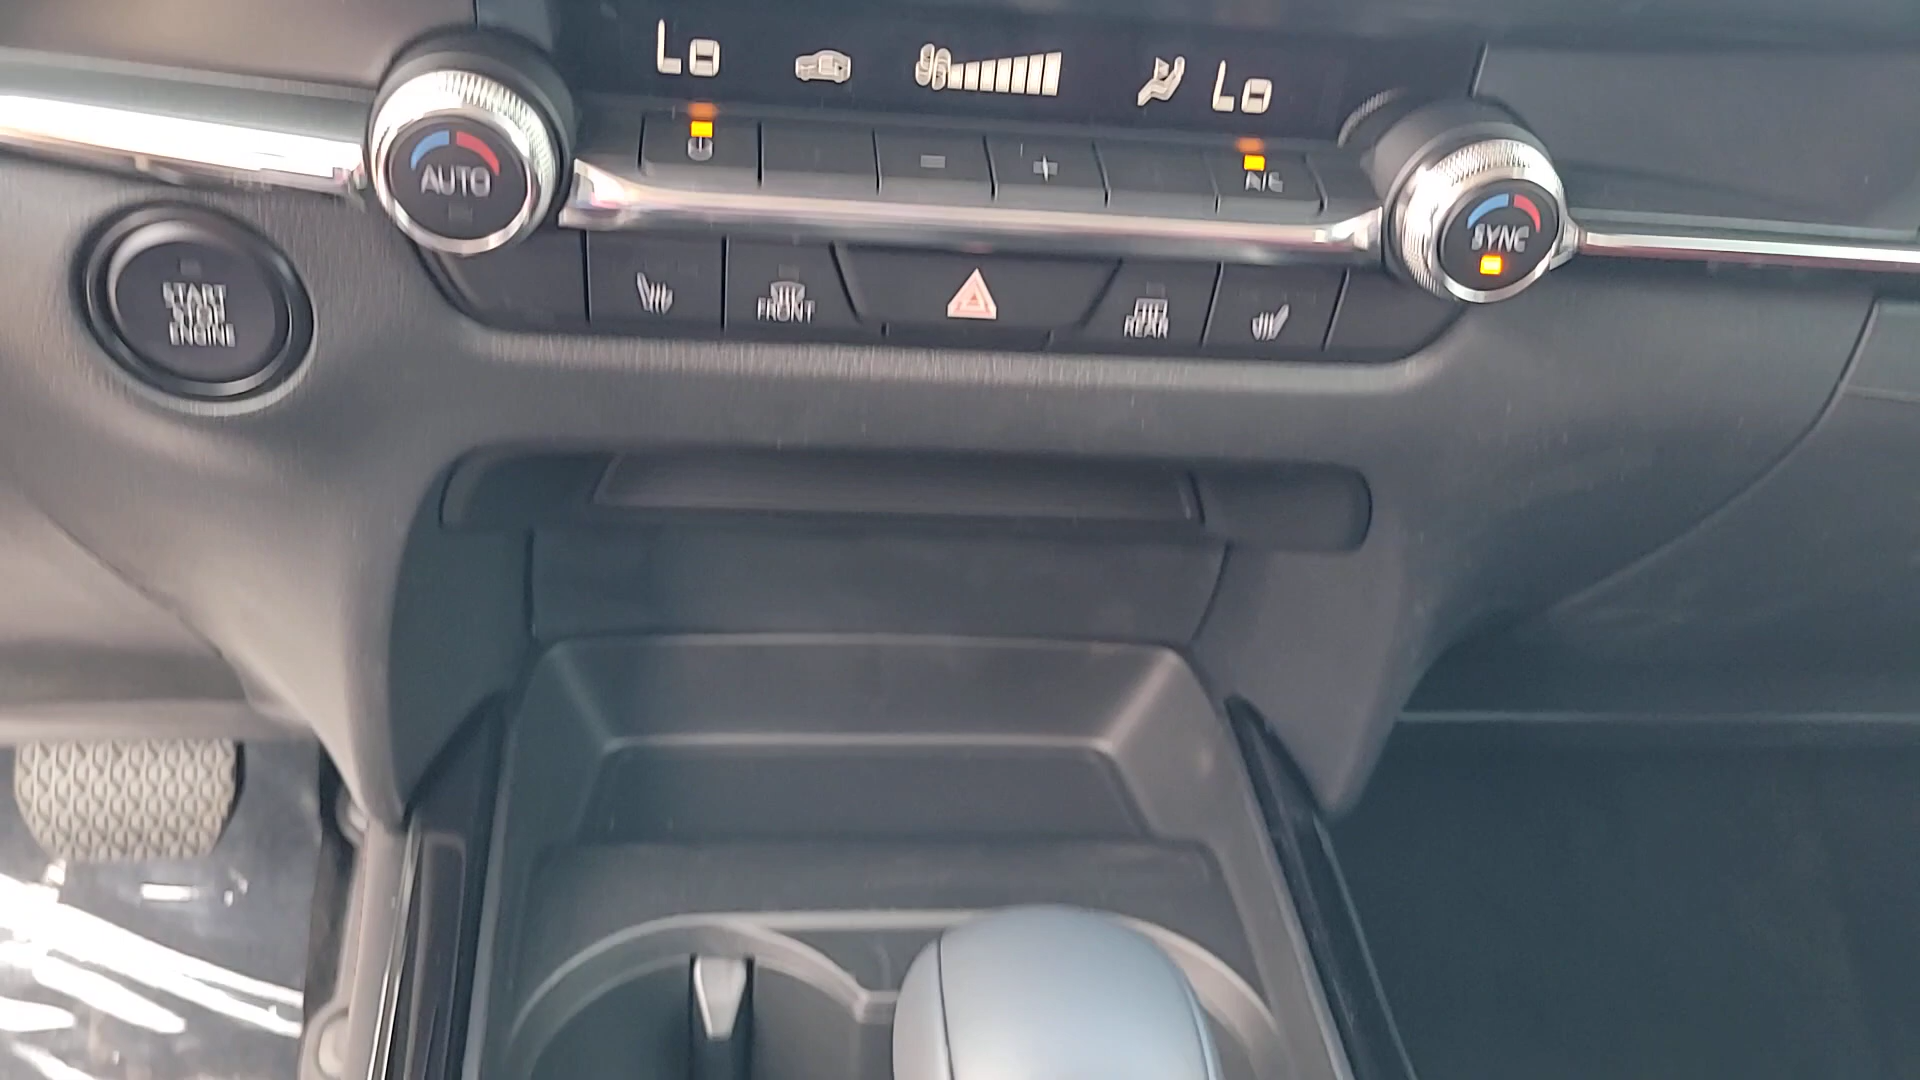 Lo
Lo
AUTO
A/C
SYNC
START
STOP
ENGINE
FRONT
REAR